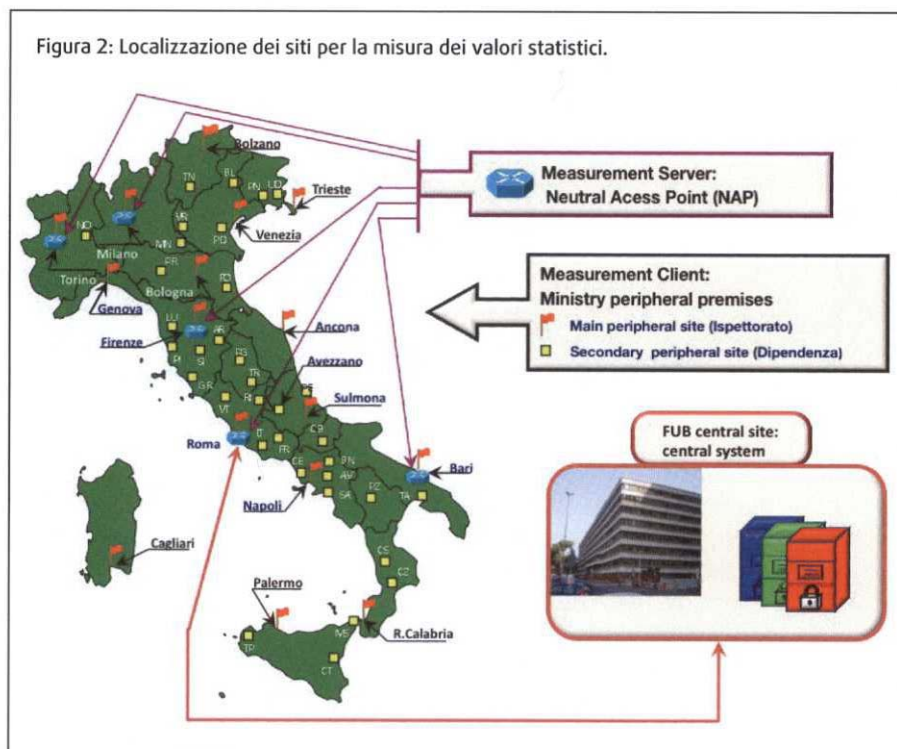 Figura 2: Localizzazione dei siti per la misura dei valori statistici.
Bolzano
TN
BL
PN
UD
Trieste
Measurement Server:
Neutral Acess Point (NAP)
NO
VR
MN
PD
Venezia
Milano
Torino
PR
Bologna
Genova
Measurement Client:
Ministry peripheral premises
Main peripheral site (Ispettorato)
Secondary peripheral site (Dipendenza)
LU
Firenze
AR
Ancona
PI
SI
PG
Avezzano
GR
TR
VT
RI
Sulmona
Roma
LT
FR
CB
FUB central site:
central system
CE
BN
AV
Bari
Napoli
SA
PZ
TA
CS
CZ
Cagliari
Palermo
R.Calabria
TP
ME
CT